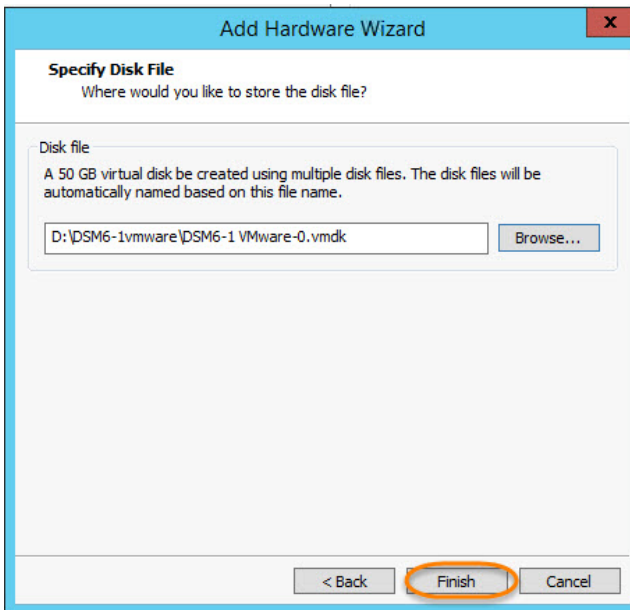 Add Hardware Wizard
x
Specify Disk File
Where would you like to store the disk file?
Disk file
A 50 GB virtual disk be created using multiple disk files. The disk files will be
automatically named based on this file name.
D:\DSM6-1vmware\DSM6-1 VMware-0.vmdk
Browse...
< Back
Finish
Cancel